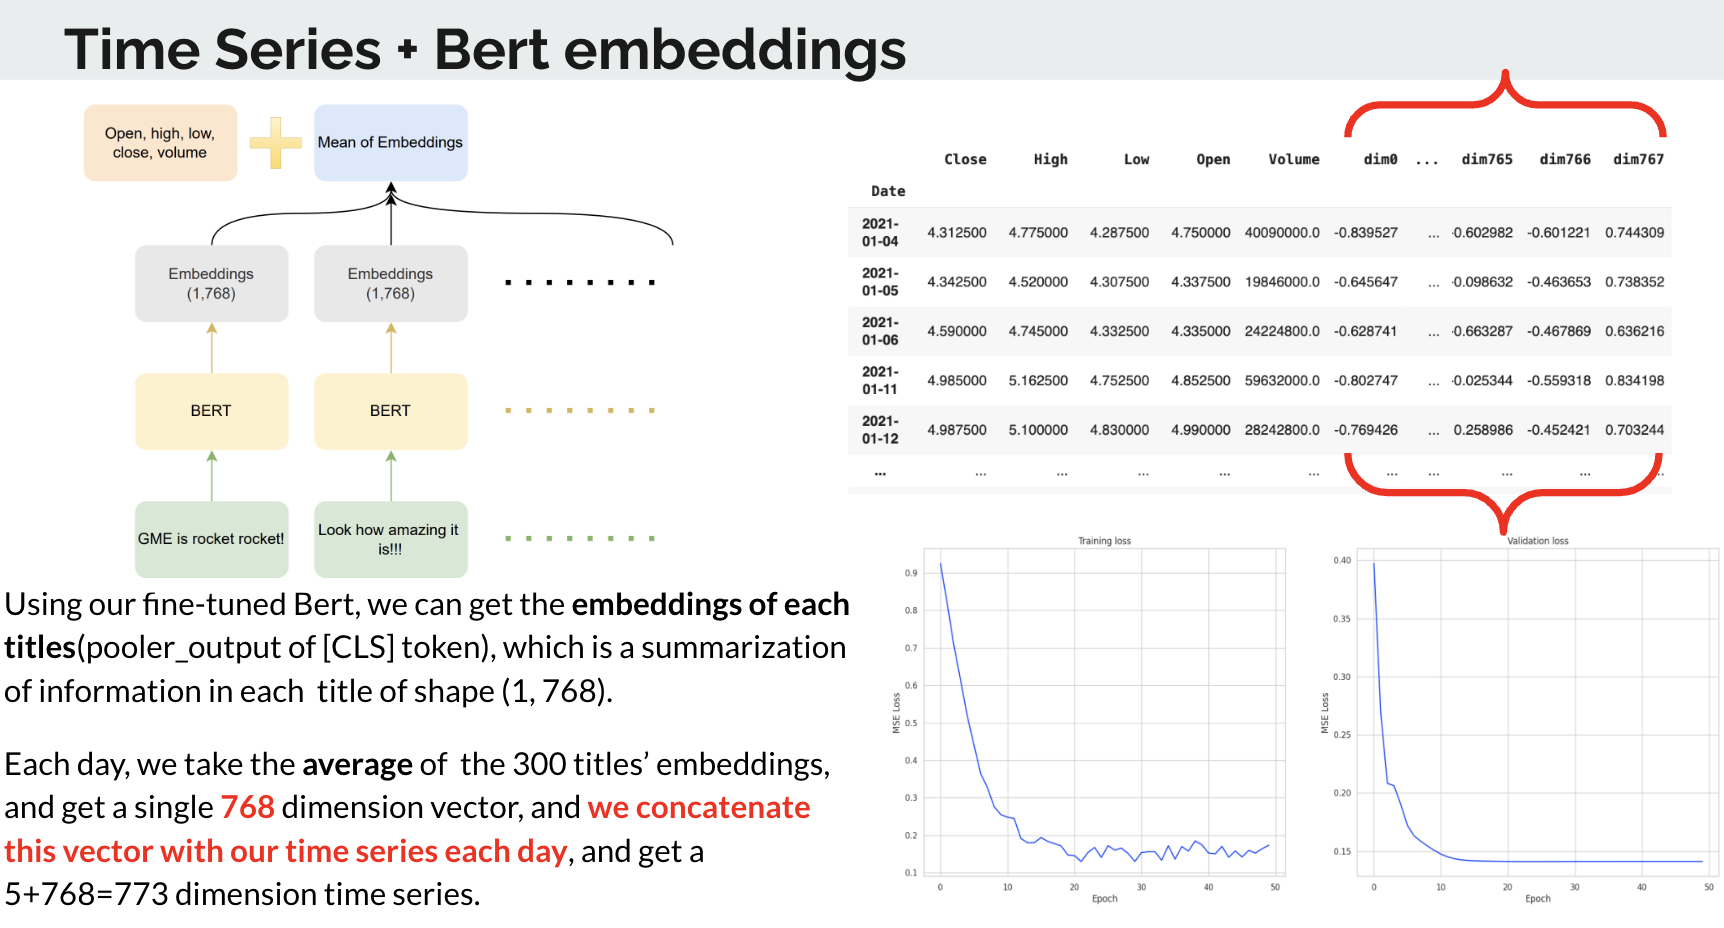 Time Series + Bert embeddings
Open, high, low,
close, volume
Mean of Embeddings
Embeddings
(1,768)
Embeddings
(1,768)
BERT
BERT
GME is rocket rocket!
Look how amazing it
is!!!
Using our fine-tuned Bert, we can get the embeddings of each
titles(pooler_output of [CLS] token), which is a summarization
of information in each title of shape (1, 768).
Each day, we take the average of the 300 titles’ embeddings,
and get a single 768 dimension vector, and we concatenate
this vector with our time series each day, and get a
5+768=773 dimension time series.
Close High Low Open Volume dim0 ... dim765 dim766 dim767
Date
2021-
01-04 4.312500 4.775000 4.287500 4.750000 40090000.0 -0.839527 ... 0.602982 -0.601221 0.744309
2021-
01-05 4.342500 4.520000 4.307500 4.337500 19846000.0 -0.645647 ... 0.098632 -0.463653 0.738352
2021-
01-06 4.590000 4.745000 4.332500 4.335000 24224800.0 -0.628741 ... 0.663287 -0.467869 0.636216
2021-
01-11 4.985000 5.162500 4.752500 4.852500 59632000.0 -0.802747 ... 0.025344 -0.559318 0.834198
2021-
01-12 4.987500 5.100000 4.830000 4.990000 28242800.0 -0.769426 ... 0.258986 -0.452421 0.703244
... ... ... ... ... ... ... ... ... ... ...
Training loss
MSE Loss
0.9
0.8
0.7
0.6
0.5
0.4
0.3
0.2
0.1
0 10 20 30 40 50
Epoch
Validation loss
MSE Loss
0.40
0.35
0.30
0.25
0.20
0.15
0 10 20 30 40 50
Epoch